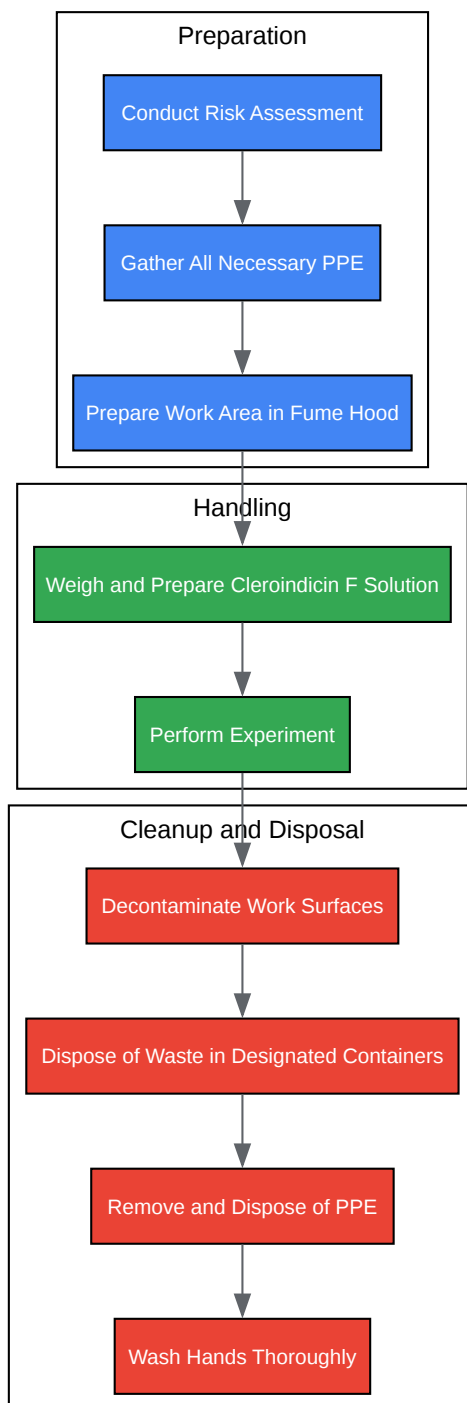 Preparation
Conduct Risk Assessment
Gather All Necessary PPE
Prepare Work Area in Fume Hood
Handling
Weigh and Prepare Cleroindicin F Solution
Perform Experiment
Cleanup and Disposal
Decontaminate Work Surfaces
Dispose of Waste in Designated Containers
Remove and Dispose of PPE
Wash Hands Thoroughly